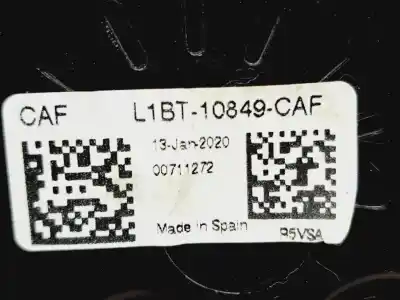 CAF L1BT-10849-CAF
13-Jan-2020
00711272
Made in Spain
R5VSA